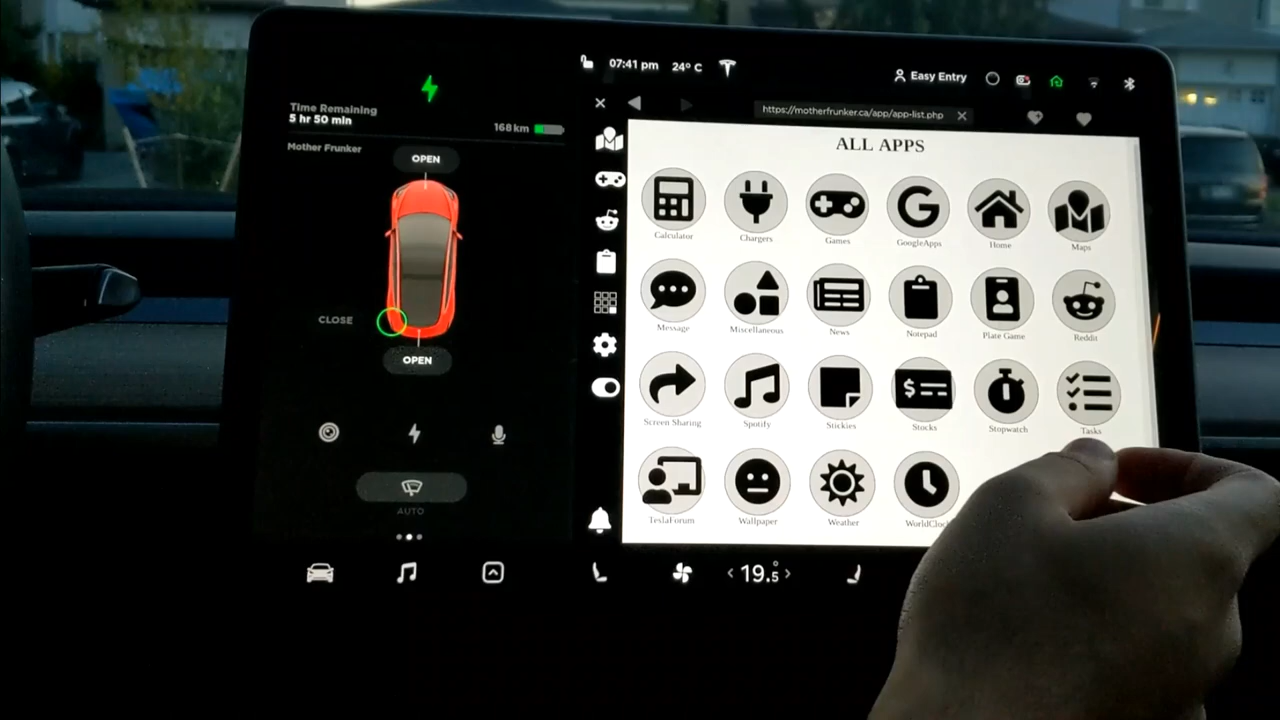 07:41 pm 24° C
Easy Entry
Time Remaining
5 hr 50 min
168 km
Mother Frunker
OPEN
CLOSE
OPEN
AUTO
https://motherfrunker.ca/app/app-list.php
ALL APPS
Calculator Chargers Games GoogleApps Home Maps
Message Miscellaneous News Notepad Plate Game Reddit
Screen Sharing Spotify Stickies Stocks Stopwatch Tasks
TeslaForum Wallpaper Weather
19.5°